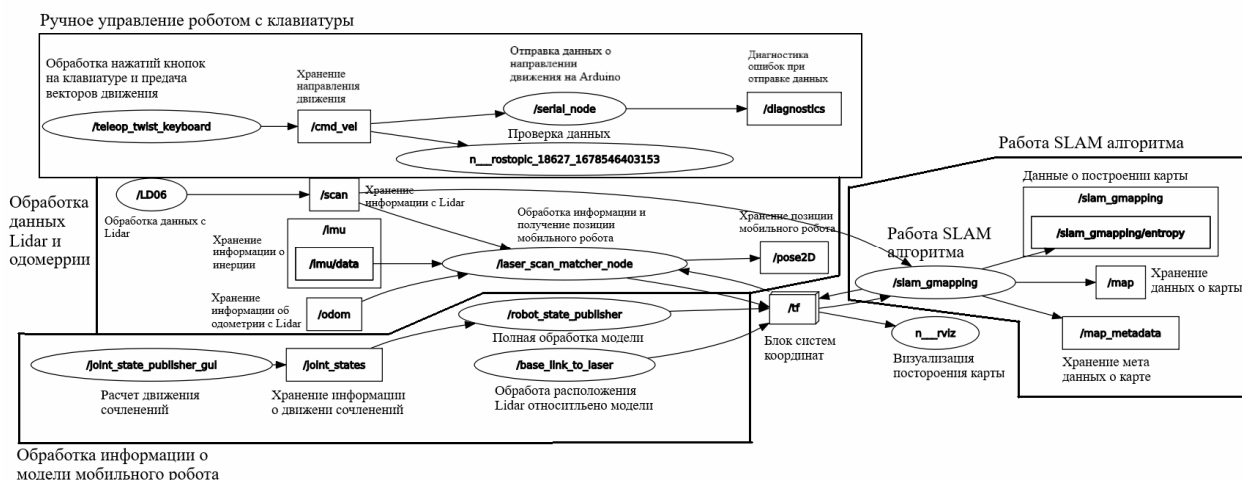 Ручное управление роботом с клавиатуры
Обработка нажатий кнопок
на клавиатуре и предача
векторов движения
/teleop_twist_keyboard
Хранение
направления
движения
/cmd_vel
Отправка данных о
направлении
движения на Arduino
/serial_node
Проверка данных
n___rostopic_18627_1678546403153
Диагностика
ошибок при
отправке данных
/diagnostics
Обработка
данных
Lidar и
одомеррии
/LD06
Обработка данных с
Lidar
/scan
Хранение
информации с Lidar
Хранение
информации о
инерции
/imu
/imu/data
Хранение
информации об
одометрии с Lidar
/odom
Обработка информации и
получение позиции
мобильного робота
/laser_scan_matcher_node
Хранение позиции
мобильного робота
/pose2D
/robot_state_publisher
Полная обработка модели
/joint_state_publisher_gui
Расчет движения
сочленений
/joint_states
Хранение информации
о движени сочленений
/base_link_to_laser
Обработа расположения
Lidar относитльено модели
Обработка информации о
модели мобильного робота
/tf
Блок систем
координат
Работа SLAM алгоритма
Работа SLAM
алгоритма
/slam_gmapping
n___rviz
Визуализация
постороения карты
Данные о построении карты
/slam_gmapping
/slam_gmapping/entropy
/map
Хранение
данных о карты
/map_metadata
Хранение мета
данных о карте